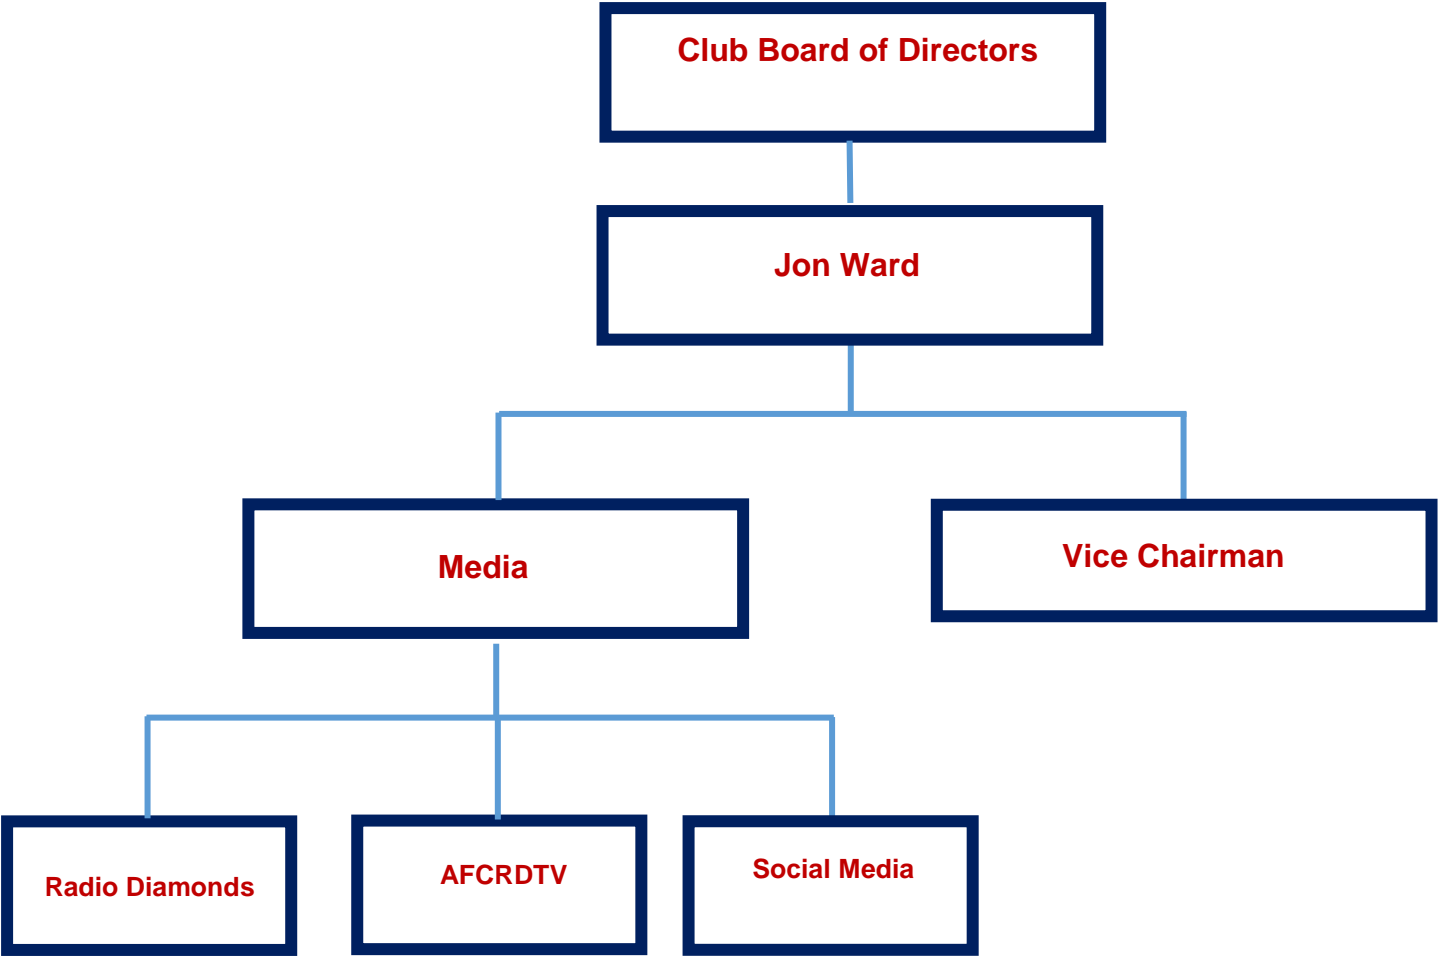 Club Board of Directors
Jon Ward
Media
Vice Chairman
Radio Diamonds
AFCRDTV
Social Media